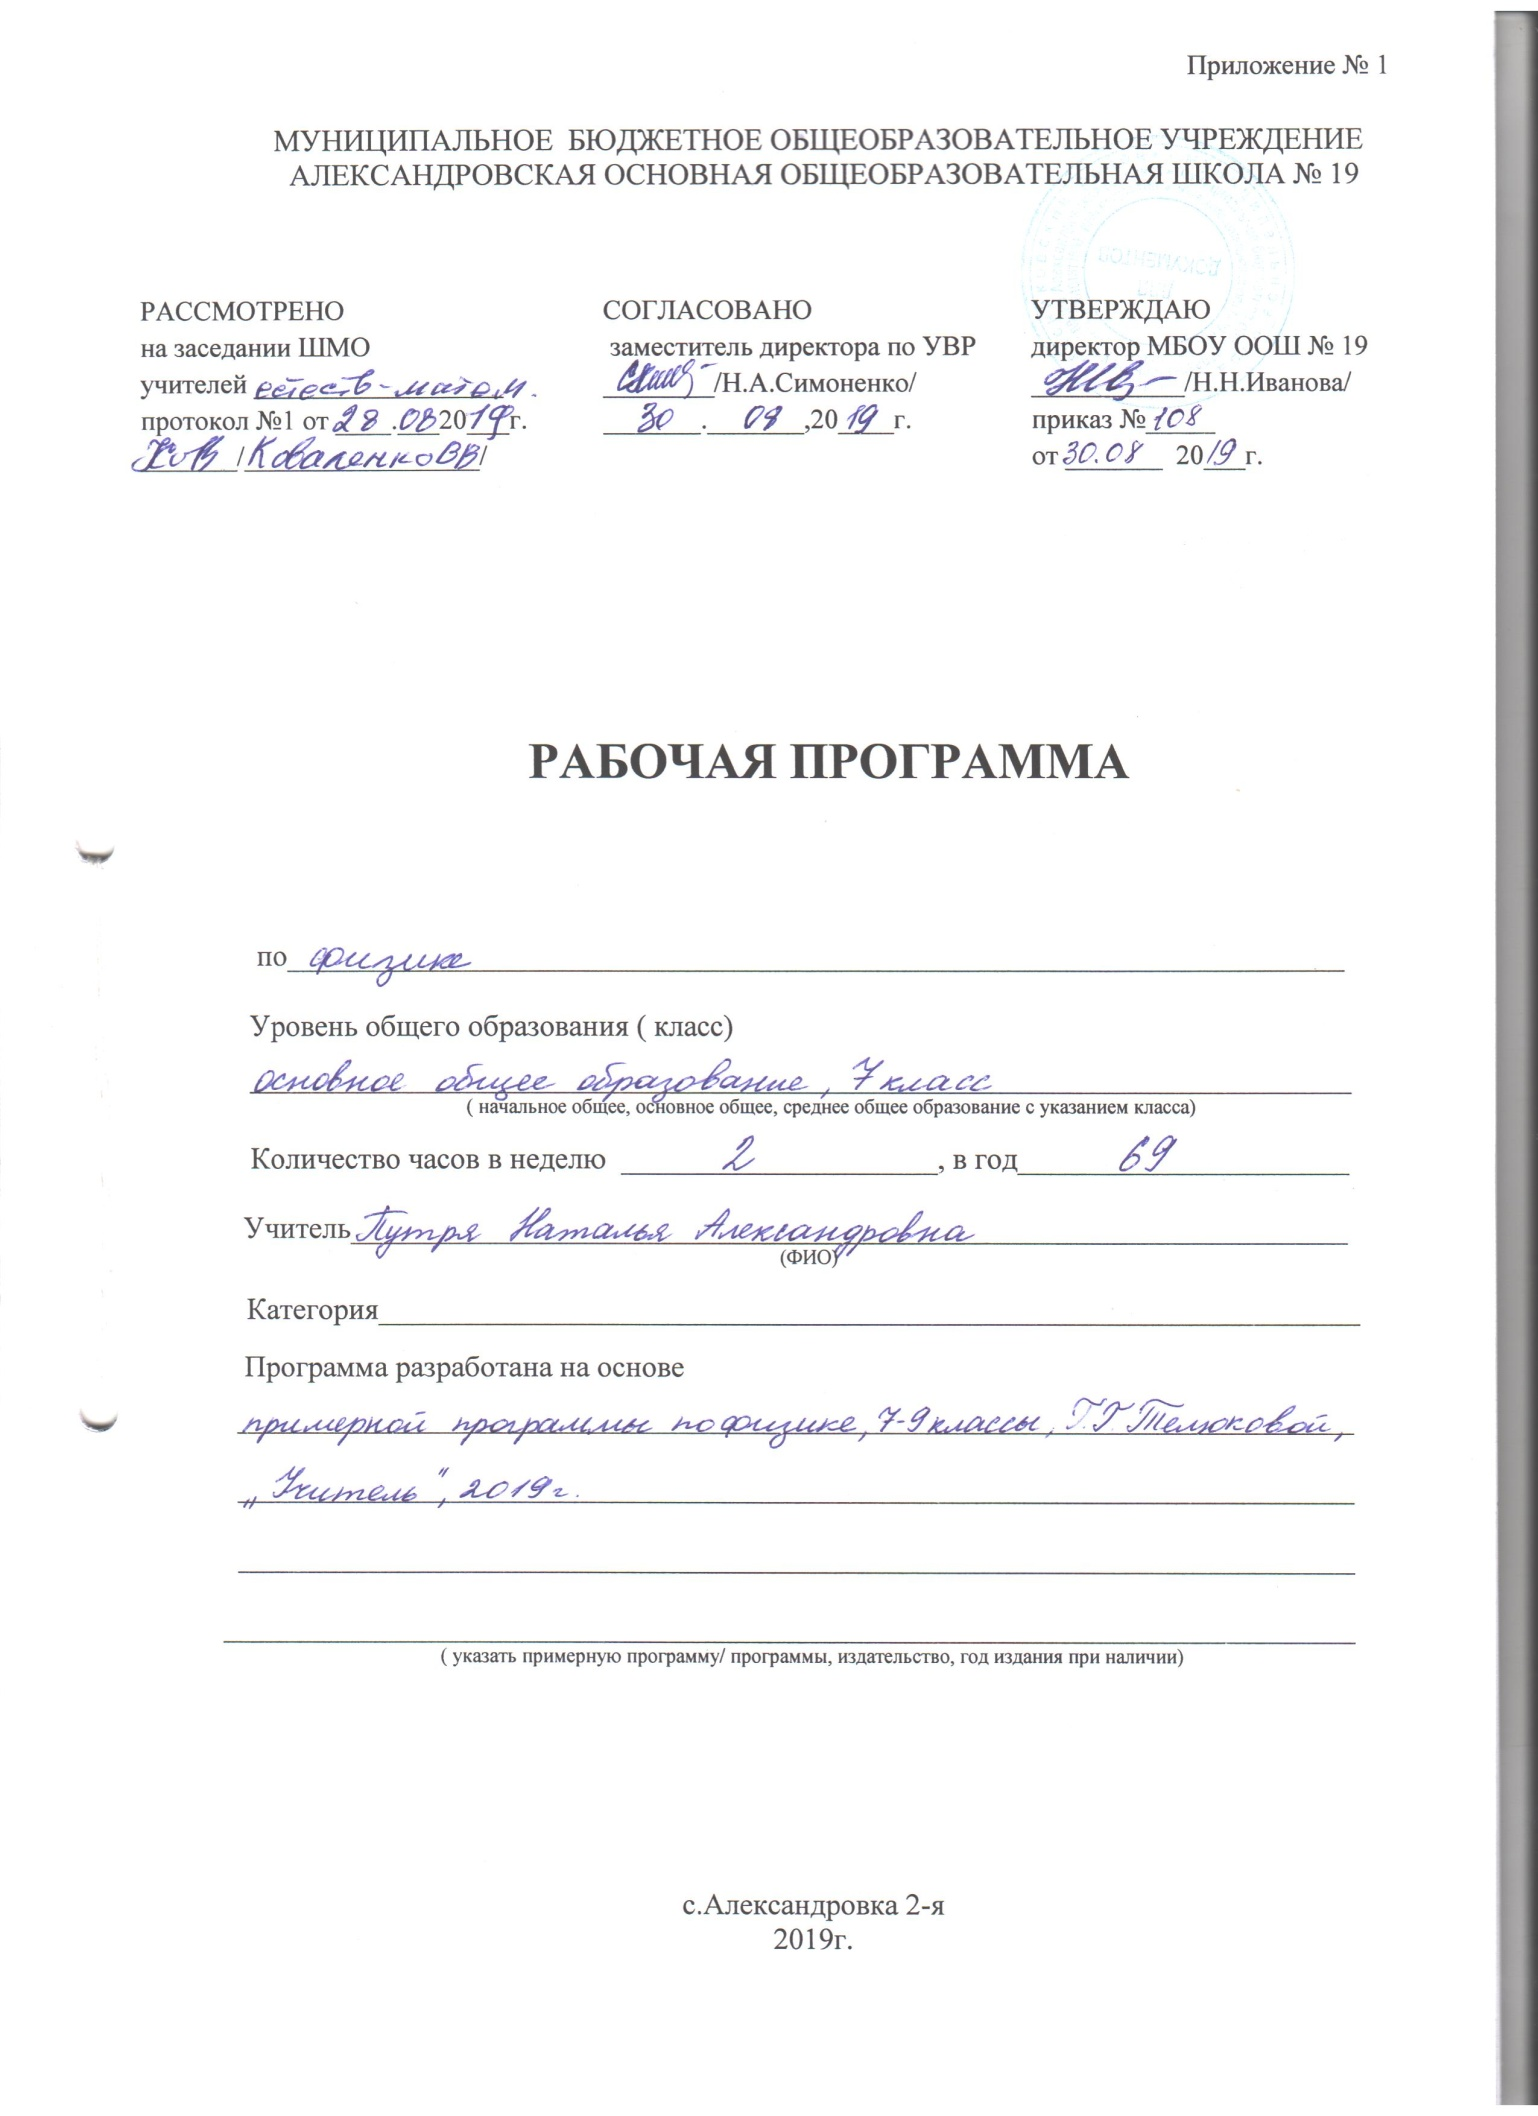 Приложение № 1
МУНИЦИПАЛЬНОЕ БЮДЖЕТНОЕ ОБЩЕОБРАЗОВАТЕЛЬНОЕ УЧРЕЖДЕНИЕ
АЛЕКСАНДРОВСКАЯ ОСНОВНАЯ ОБЩЕОБРАЗОВАТЕЛЬНАЯ ШКОЛА № 19
РАССМОТРЕНО
на заседании ШМО
учителей естеств-матем.
протокол №1 от 28.08 2019г.
/Коваленко ВВ/
СОГЛАСОВАНО
заместитель директора по УВР
/Н.А.Симоненко/
30.08,2019г.
УТВЕРЖДАЮ
директор МБОУ ООШ № 19
/Н.Н.Иванова/
приказ № 108
от 30.08 2019г.
РАБОЧАЯ ПРОГРАММА
по физике
Уровень общего образования ( класс)
основное общее образование, 7 класс
( начальное общее, основное общее, среднее общее образование с указанием класса)
Количество часов в неделю 2, в год 69
Учитель Путря Наталья Александровна
(ФИО)
Категория
Программа разработана на основе
примерной программы по физике, 7-9 классы, Г.Г. Телюковой,
„Учитель", 2019г.
( указать примерную программу/ программы, издательство, год издания при наличии)
с.Александровка 2-я
2019г.